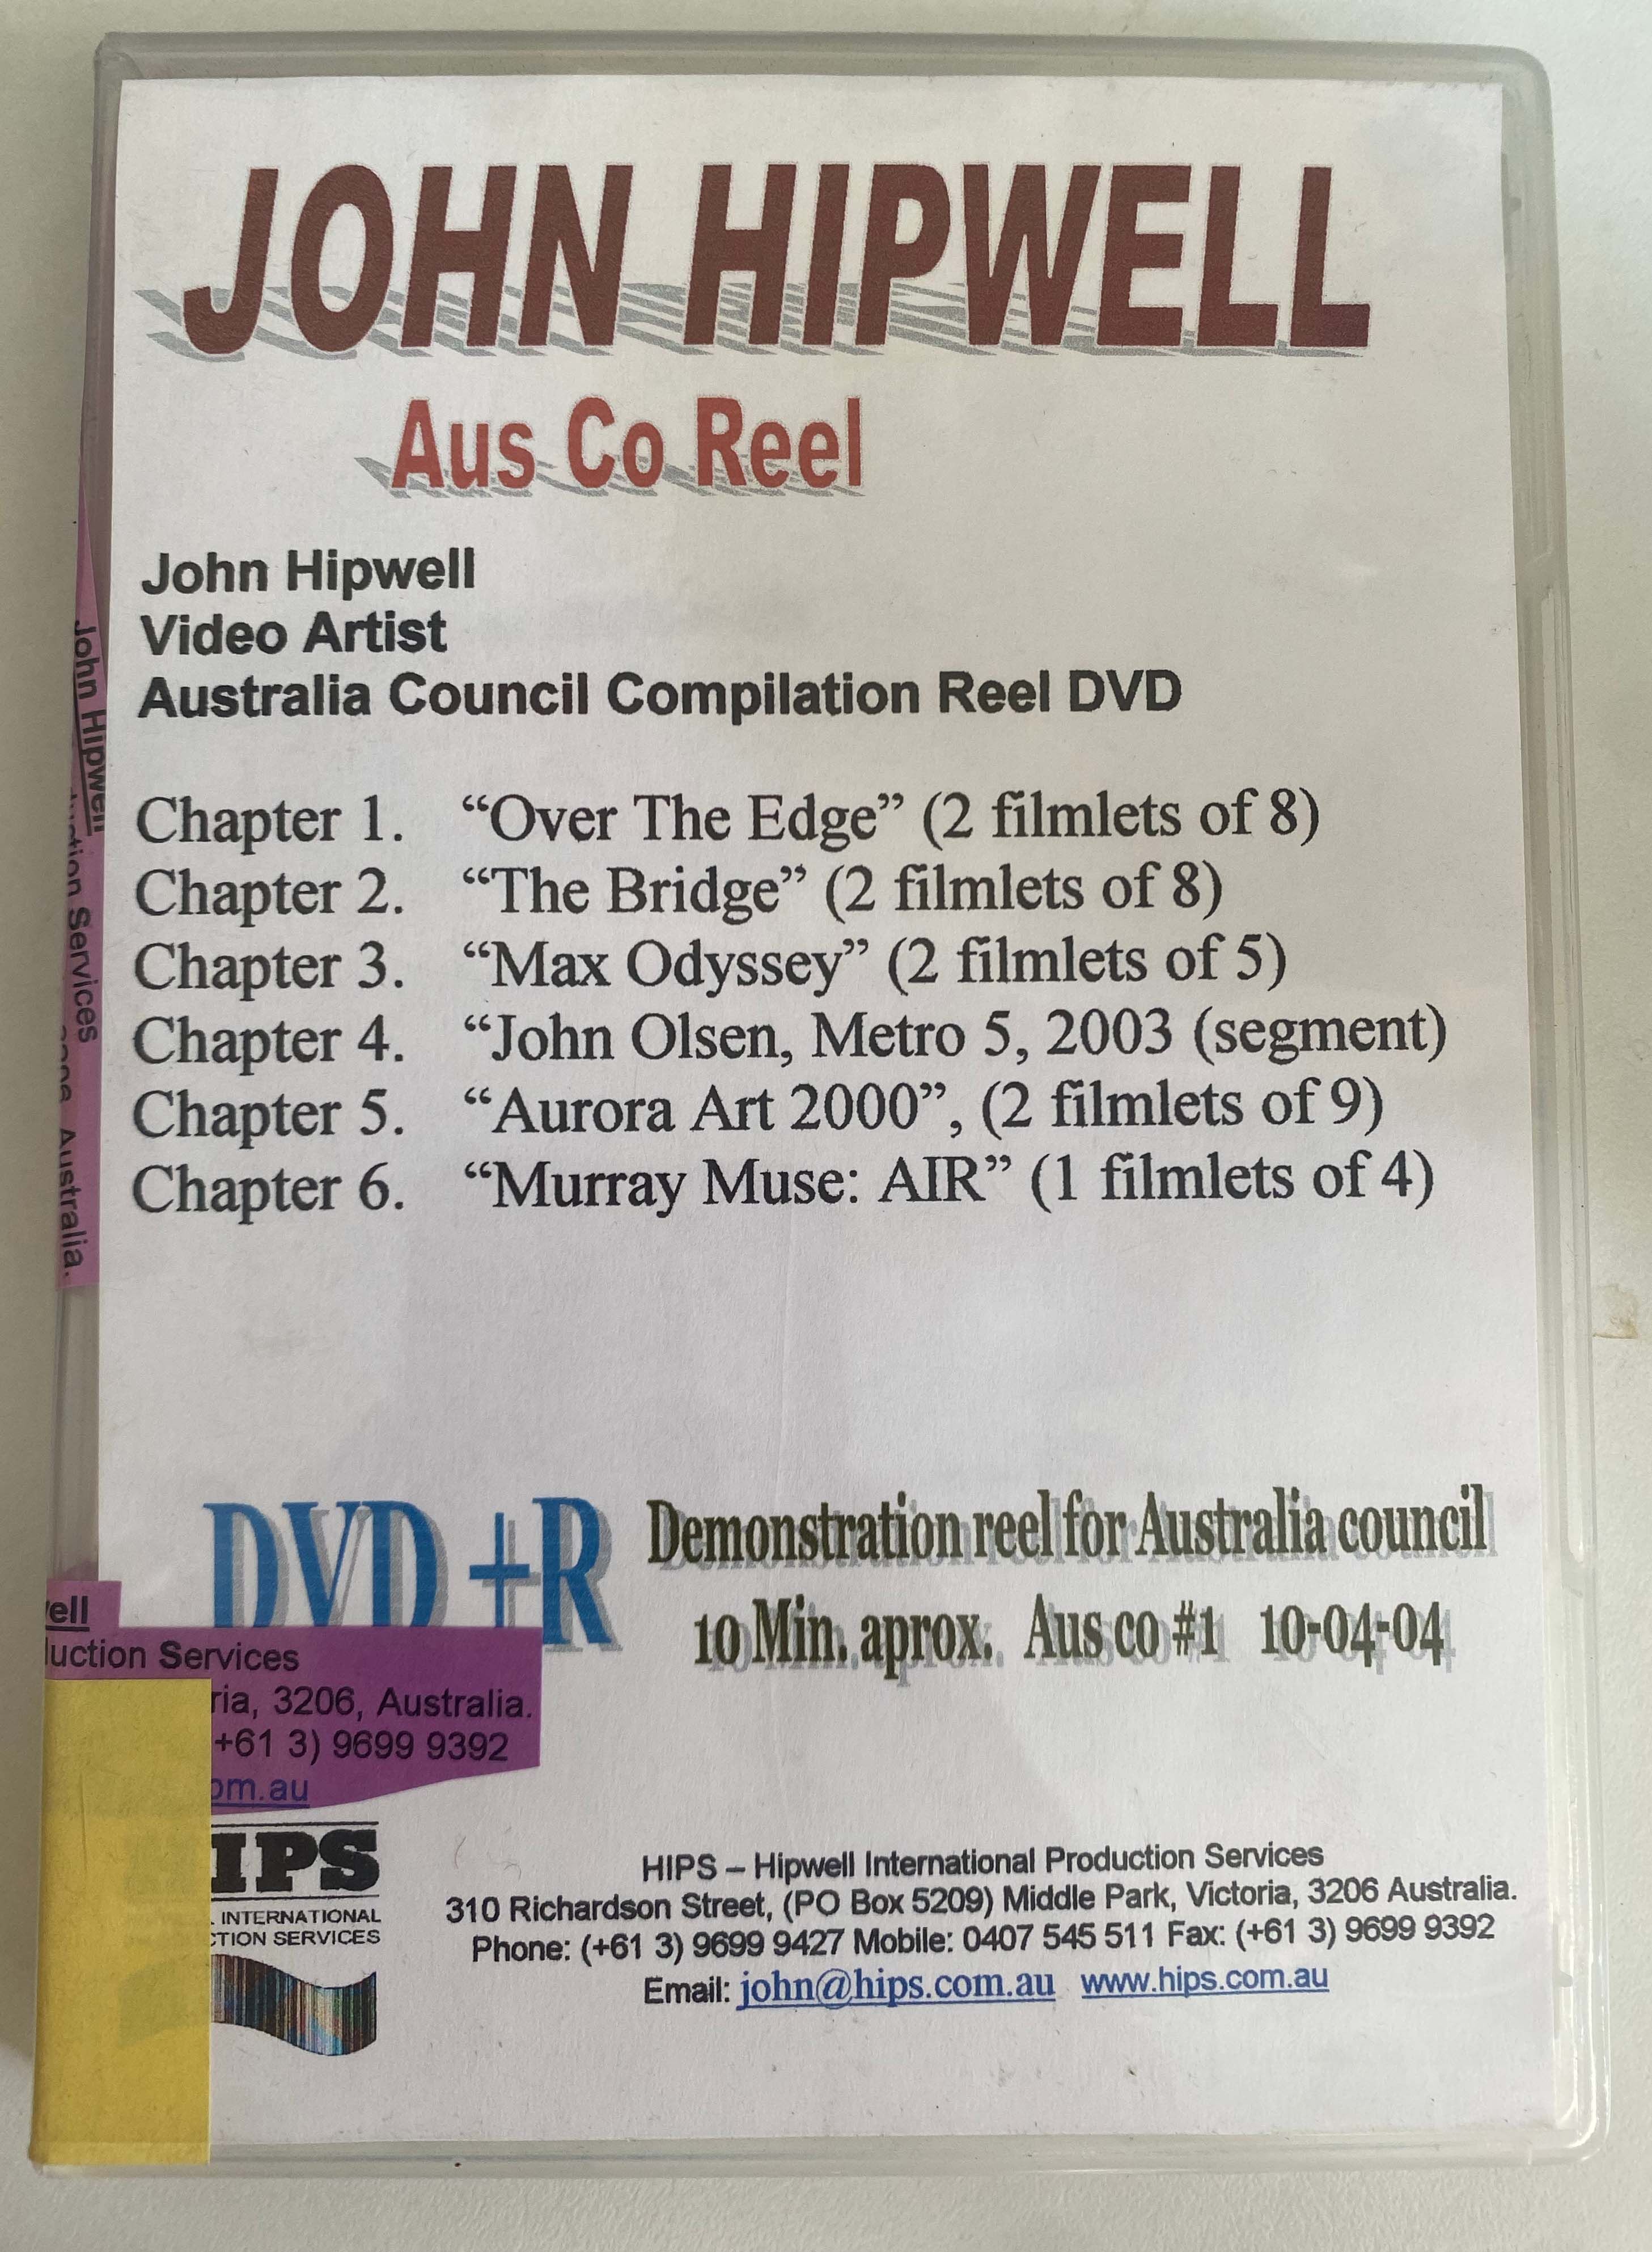 JOHN HIPWELL
Aus Co Reel
John Hipwell
Video Artist
Australia Council Compilation Reel DVD
Chapter 1. “Over The Edge” (2 filmlets of 8)
Chapter 2. “The Bridge” (2 filmlets of 8)
Chapter 3. “Max Odyssey” (2 filmlets of 5)
Chapter 4. “John Olsen, Metro 5, 2003 (segment)
Chapter 5. “Aurora Art 2000”, (2 filmlets of 9)
Chapter 6. “Murray Muse: AIR” (1 filmlets of 4)
John Hipwell
Services
Australia.
DVD +R
Demonstration reel for Australia council
10 Min. aprox. Aus co #1 10-04-04
ell
uction Services
ria, 3206, Australia.
+61 3) 9699 9392
om.au
IPS
INTERNATIONAL
CTION SERVICES
HIPS – Hipwell International Production Services
310 Richardson Street, (PO Box 5209) Middle Park, Victoria, 3206 Australia.
Phone: (+61 3) 9699 9427 Mobile: 0407 545 511 Fax: (+61 3) 9699 9392
Email: john@hips.com.au www.hips.com.au